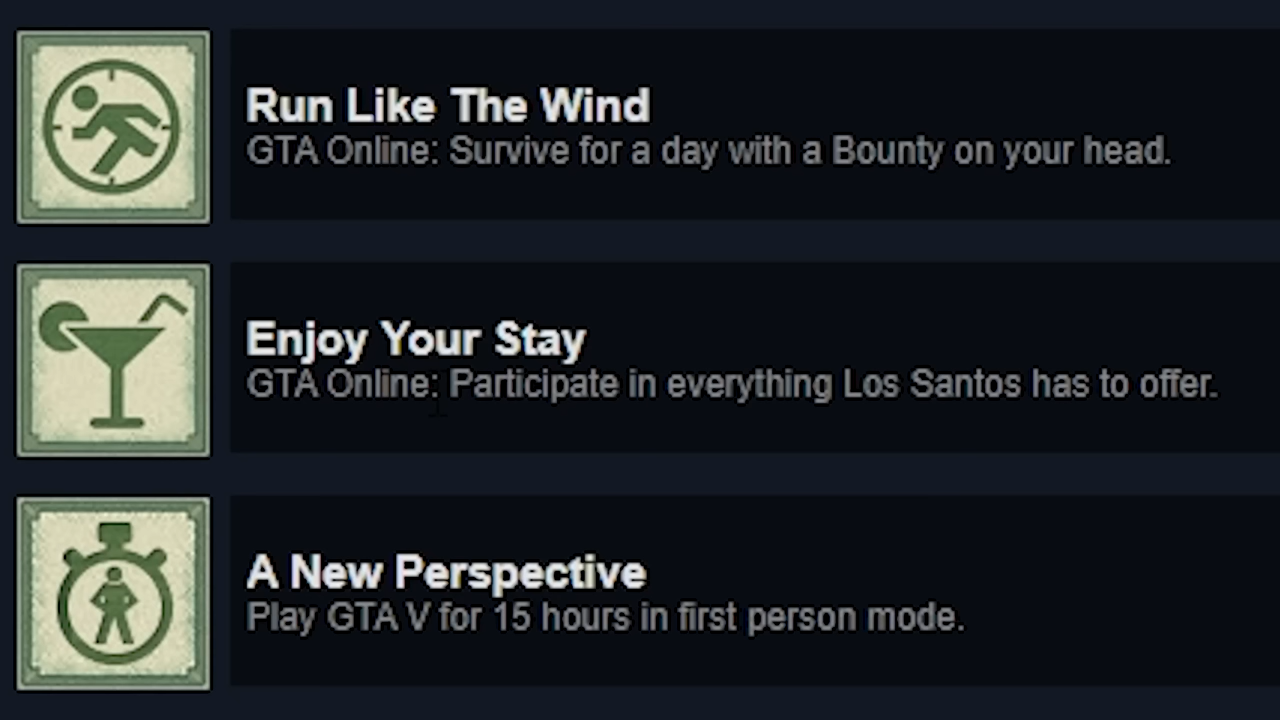 Run Like The Wind
GTA Online: Survive for a day with a Bounty on your head.
Enjoy Your Stay
GTA Online: Participate in everything Los Santos has to offer.
A New Perspective
Play GTA V for 15 hours in first person mode.